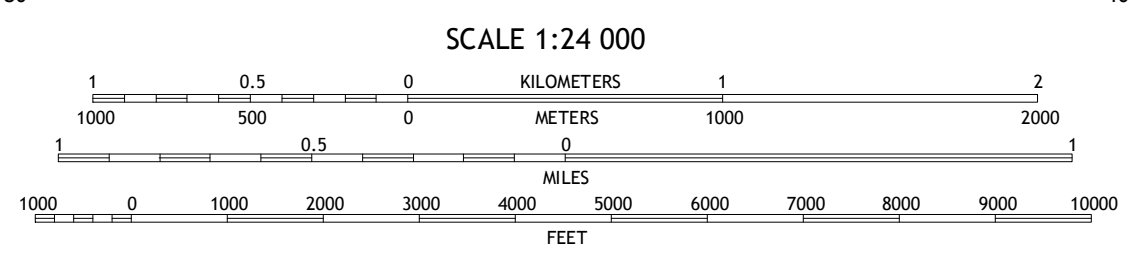 SCALE 1:24 000
1 0.5 0 KILOMETERS 1 2
1000 500 0 METERS 1000 2000
1 0.5 0 1
MILES
1000 0 1000 2000 3000 4000 5000 6000 7000 8000 9000 10000
FEET